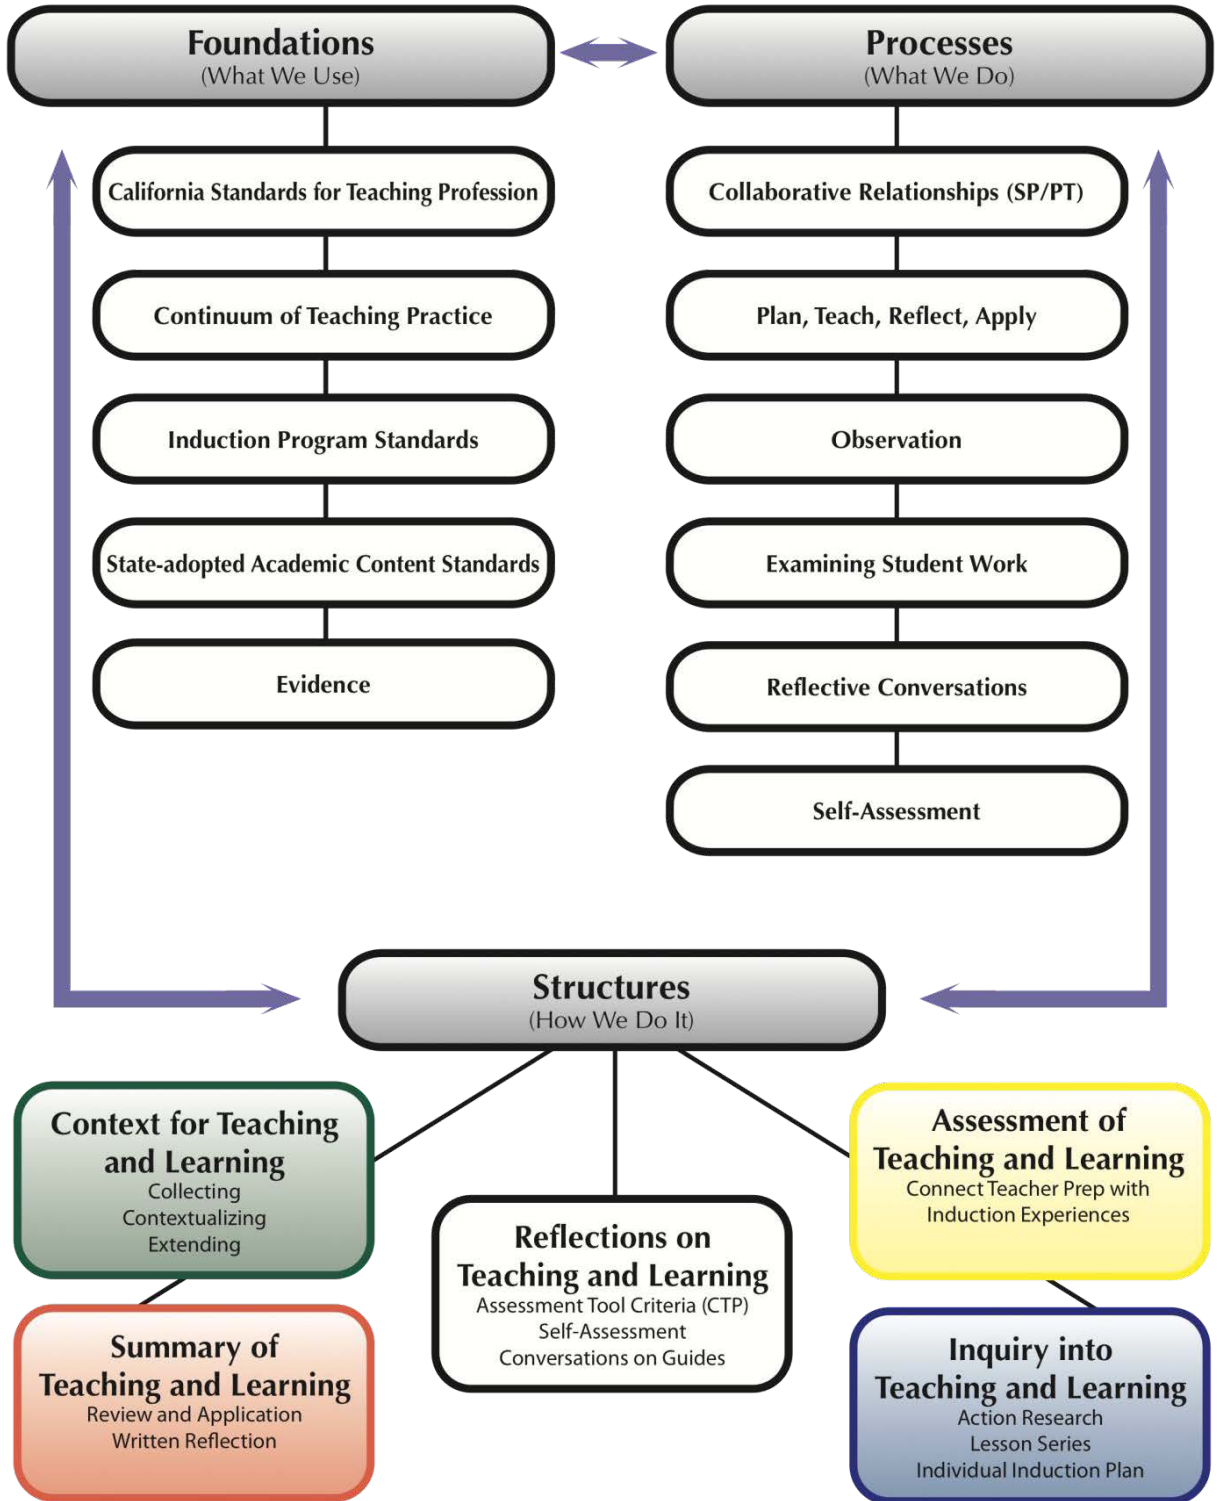 Foundations
(What We Use)
California Standards for Teaching Profession
Continuum of Teaching Practice
Induction Program Standards
State-adopted Academic Content Standards
Evidence
Processes
(What We Do)
Collaborative Relationships (SP/PT)
Plan, Teach, Reflect, Apply
Observation
Examining Student Work
Reflective Conversations
Self-Assessment
Structures
(How We Do It)
Context for Teaching
and Learning
Collecting
Contextualizing
Extending
Summary of
Teaching and Learning
Review and Application
Written Reflection
Reflections on
Teaching and Learning
Assessment Tool Criteria (CTP)
Self-Assessment
Conversations on Guides
Assessment of
Teaching and Learning
Connect Teacher Prep with
Induction Experiences
Inquiry into
Teaching and Learning
Action Research
Lesson Series
Individual Induction Plan